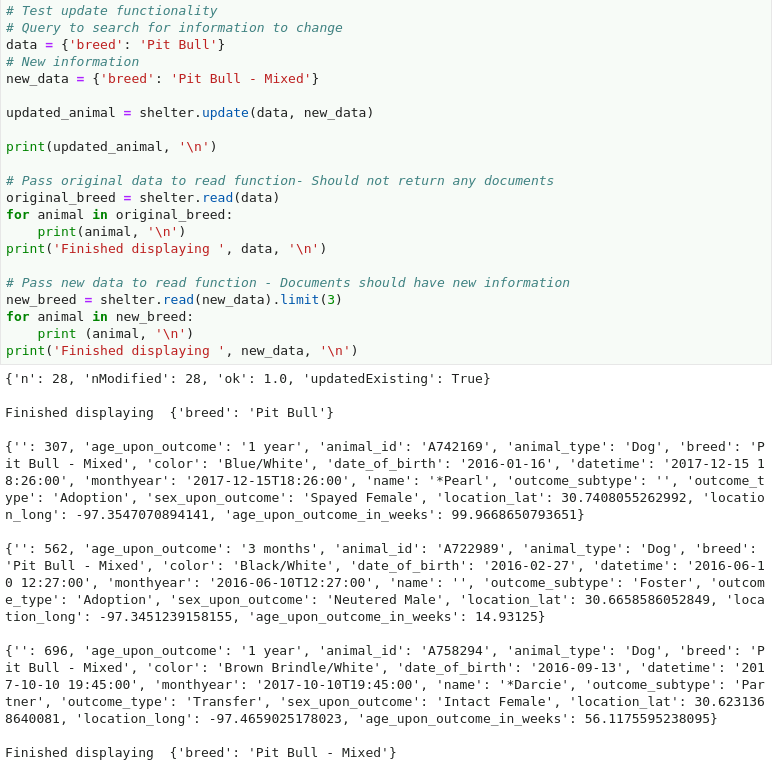 # Test update functionality
# Query to search for information to change
data = {'breed': 'Pit Bull'}
# New information
new_data = {'breed': 'Pit Bull - Mixed'}

updated_animal = shelter.update(data, new_data)

print(updated_animal, '\n')

# Pass original data to read function- Should not return any documents
original_breed = shelter.read(data)
for animal in original_breed:
    print(animal, '\n')
print('Finished displaying ', data, '\n')

# Pass new data to read function - Documents should have new information
new_breed = shelter.read(new_data).limit(3)
for animal in new_breed:
    print (animal, '\n')
print('Finished displaying ', new_data, '\n')
{'n': 28, 'nModified': 28, 'ok': 1.0, 'updatedExisting': True}

Finished displaying  {'breed': 'Pit Bull'}

{'': 307, 'age_upon_outcome': '1 year', 'animal_id': 'A742169', 'animal_type': 'Dog', 'breed': 'P
it Bull - Mixed', 'color': 'Blue/White', 'date_of_birth': '2016-01-16', 'datetime': '2017-12-15 1
8:26:00', 'monthyear': '2017-12-15T18:26:00', 'name': '*Pearl', 'outcome_subtype': '', 'outcome_t
ype': 'Adoption', 'sex_upon_outcome': 'Spayed Female', 'location_lat': 30.7408055262992, 'locatio
n_long': -97.3547070894141, 'age_upon_outcome_in_weeks': 99.9668650793651}

{'': 562, 'age_upon_outcome': '3 months', 'animal_id': 'A722989', 'animal_type': 'Dog', 'breed':
'Pit Bull - Mixed', 'color': 'Black/White', 'date_of_birth': '2016-02-27', 'datetime': '2016-06-1
0 12:27:00', 'monthyear': '2016-06-10T12:27:00', 'name': '', 'outcome_subtype': 'Foster', 'outcom
e_type': 'Adoption', 'sex_upon_outcome': 'Neutered Male', 'location_lat': 30.6658586052849, 'loca
tion_long': -97.3451239158155, 'age_upon_outcome_in_weeks': 14.93125}

{'': 696, 'age_upon_outcome': '1 year', 'animal_id': 'A758294', 'animal_type': 'Dog', 'breed': 'P
it Bull - Mixed', 'color': 'Brown Brindle/White', 'date_of_birth': '2016-09-13', 'datetime': '201
7-10-10 19:45:00', 'monthyear': '2017-10-10T19:45:00', 'name': '*Darcie', 'outcome_subtype': 'Par
tner', 'outcome_type': 'Transfer', 'sex_upon_outcome': 'Intact Female', 'location_lat': 30.623136
8640081, 'location_long': -97.4659025178023, 'age_upon_outcome_in_weeks': 56.1175595238095}

Finished displaying  {'breed': 'Pit Bull - Mixed'}